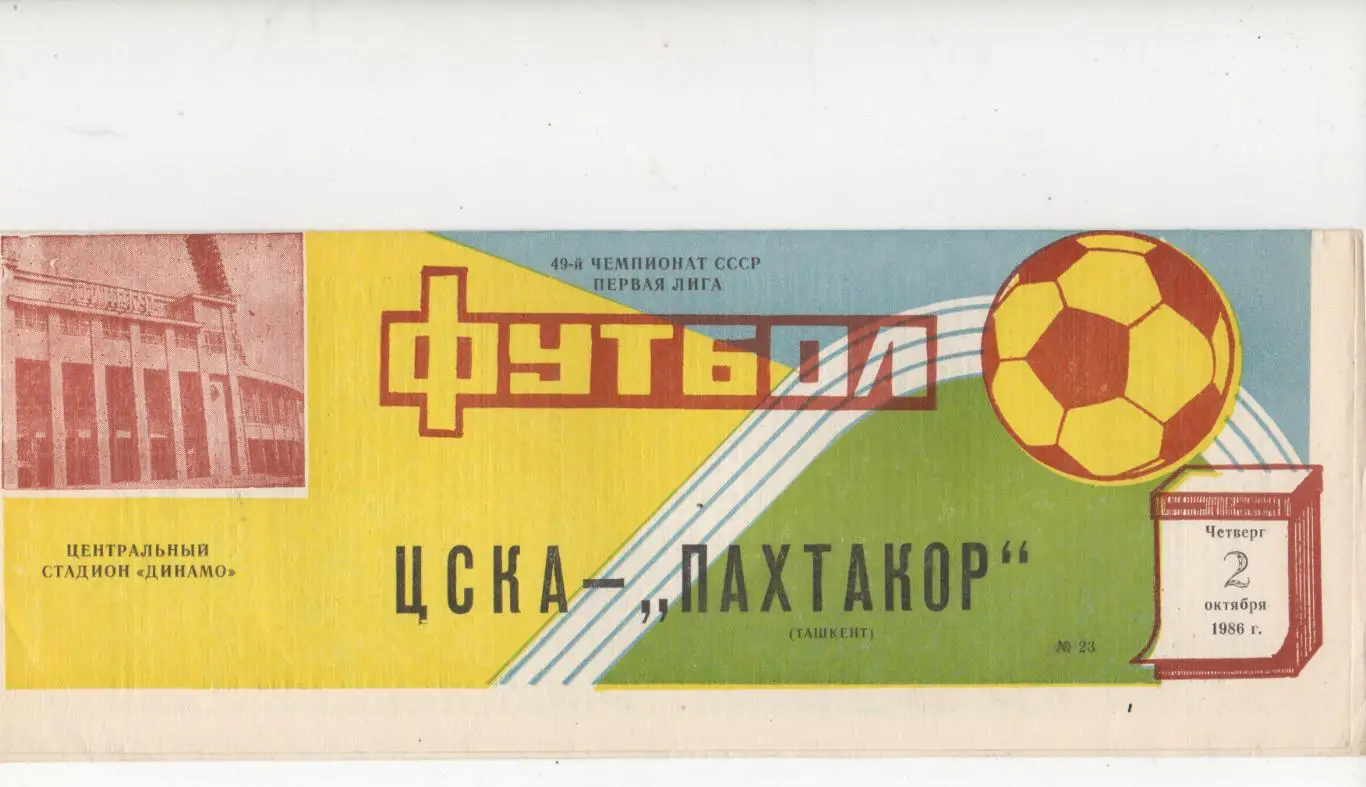 49-й ЧЕМПИОНАТ СССР
ПЕРВАЯ ЛИГА
ФУТБОЛ
ЦЕНТРАЛЬНЫЙ
СТАДИОН «ДИНАМО»
ЦСКА — „ПАХТАКОР“
(ТАШКЕНТ)
№ 23
Четверг
2
октября
1986 г.